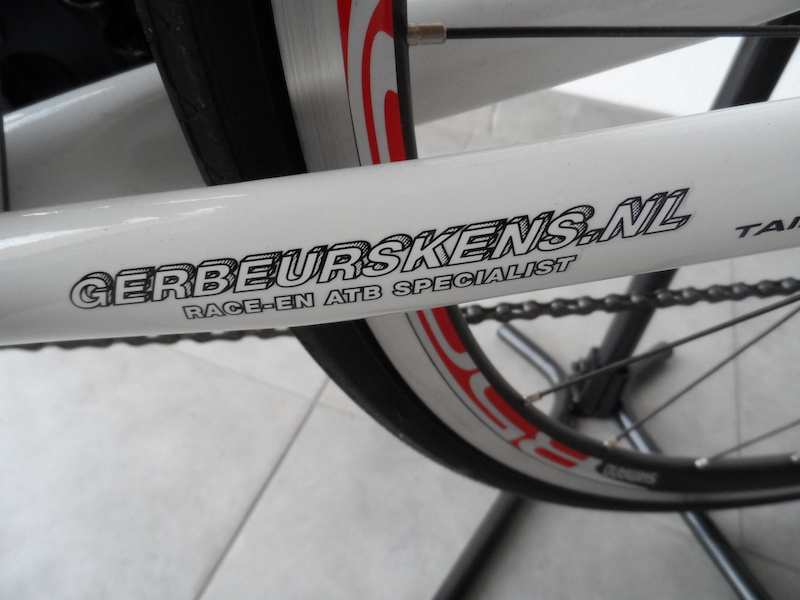 GERBEURSKENS.NL
RACE-EN ATB SPECIALIST